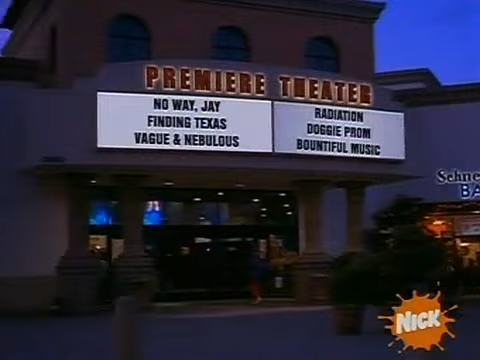 PREMIERE THEATER
NO WAY, JAY
FINDING TEXAS
VAGUE & NEBULOUS
RADIATION
DOGGIE PROM
BOUNTIFUL MUSIC
NICK